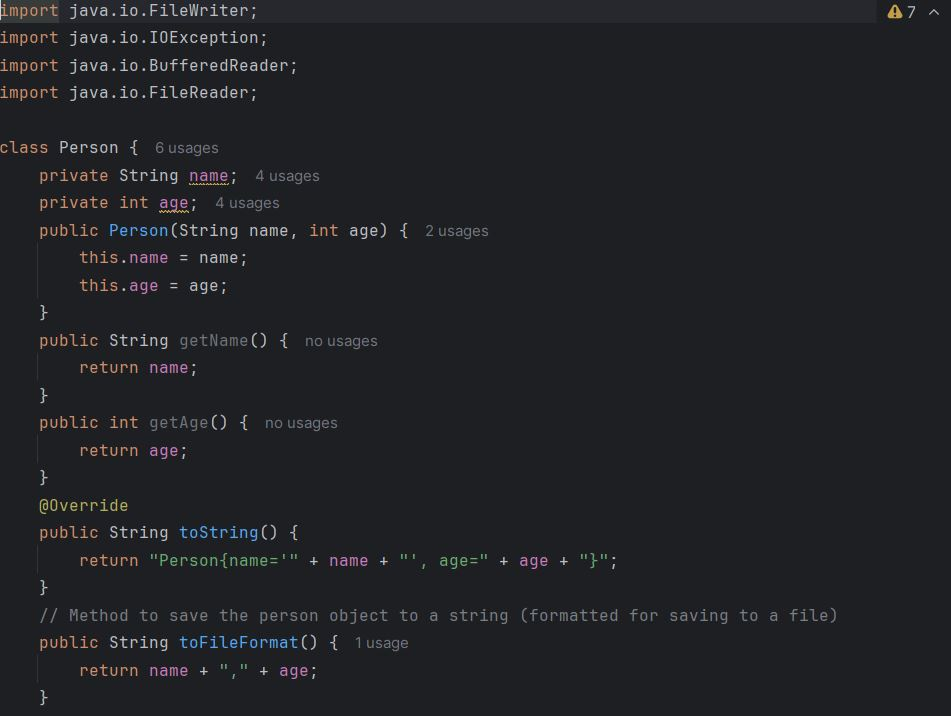 import java.io.FileWriter; 7
import java.io.IOException;
import java.io.BufferedReader;
import java.io.FileReader;
class Person { 6 usages
private String name; 4 usages
private int age; 4 usages
public Person(String name, int age) { 2 usages
this.name = name;
this.age = age;
}
public String getName() { no usages
return name;
}
public int getAge() { no usages
return age;
}
@Override
public String toString() {
return "Person{name='" + name + "', age=" + age + "}";
}
// Method to save the person object to a string (formatted for saving to a file)
public String toFileFormat() { 1 usage
return name + "," + age;
}